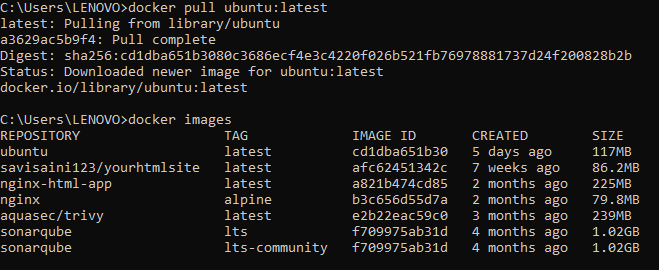 C:\Users\LENOVO>docker pull ubuntu:latest
latest: Pulling from library/ubuntu
a3629ac5b9f4: Pull complete
Digest: sha256:cd1dba651b3080c3686ecf4e3c4220f026b521fb76978881737d24f200828b2b
Status: Downloaded newer image for ubuntu:latest
docker.io/library/ubuntu:latest
C:\Users\LENOVO>docker images
REPOSITORY TAG IMAGE ID CREATED SIZE
ubuntu latest cd1dba651b30 5 days ago 117MB
savisaini123/yourhtmlsite latest afc62451342c 7 weeks ago 86.2MB
nginx-html-app latest a821b474cd85 2 months ago 225MB
nginx alpine b3c656d55d7a 2 months ago 79.8MB
aquasec/trivy latest e2b22eac59c0 3 months ago 239MB
sonarqube lts f709975ab31d 4 months ago 1.02GB
sonarqube lts-community f709975ab31d 4 months ago 1.02GB